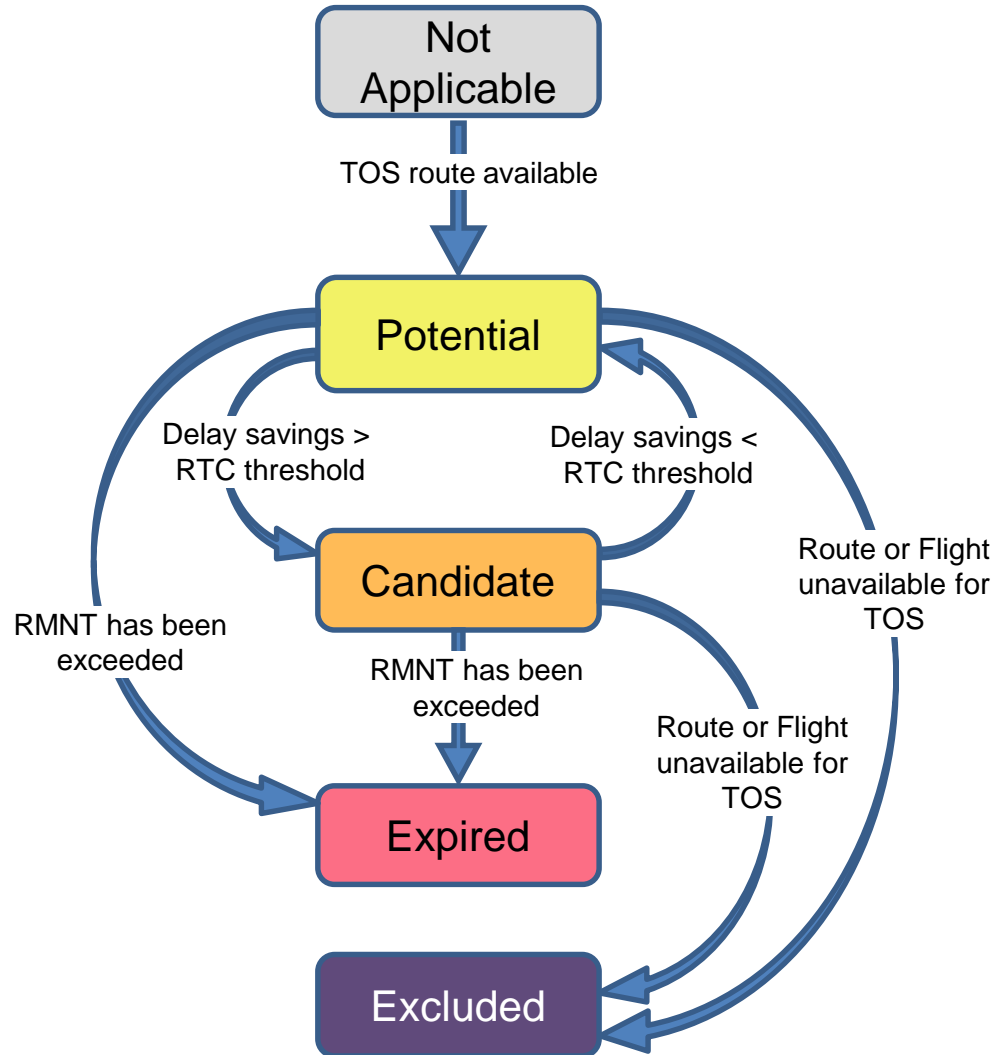 Not
Applicable
TOS route available
Potential
Delay savings >
RTC threshold
Delay savings <
RTC threshold
Candidate
Route or Flight
unavailable for
TOS
RMNT has been
exceeded
RMNT has been
exceeded
Route or Flight
unavailable for
TOS
Expired
Excluded